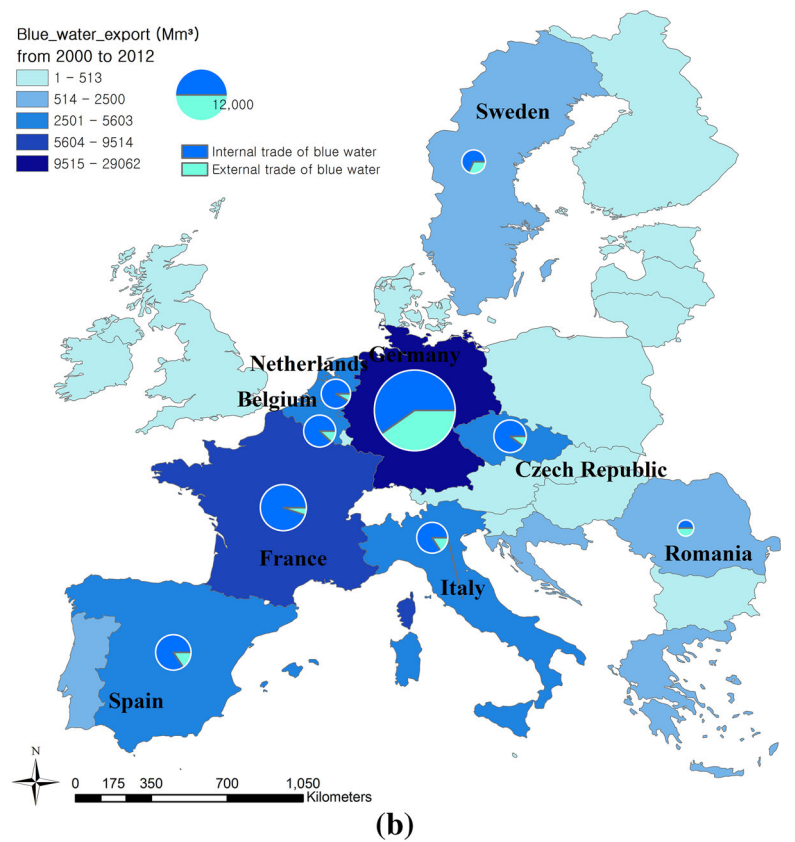 Blue_water_export (Mm³)
from 2000 to 2012
1 – 513
514 – 2500
2501 – 5603
5604 – 9514
9515 – 29062
12,000
Internal trade of blue water
External trade of blue water
Sweden
Netherlands
Germany
Belgium
Czech Republic
France
Romania
Italy
Spain
N
0 175 350 700 1,050
Kilometers
(b)